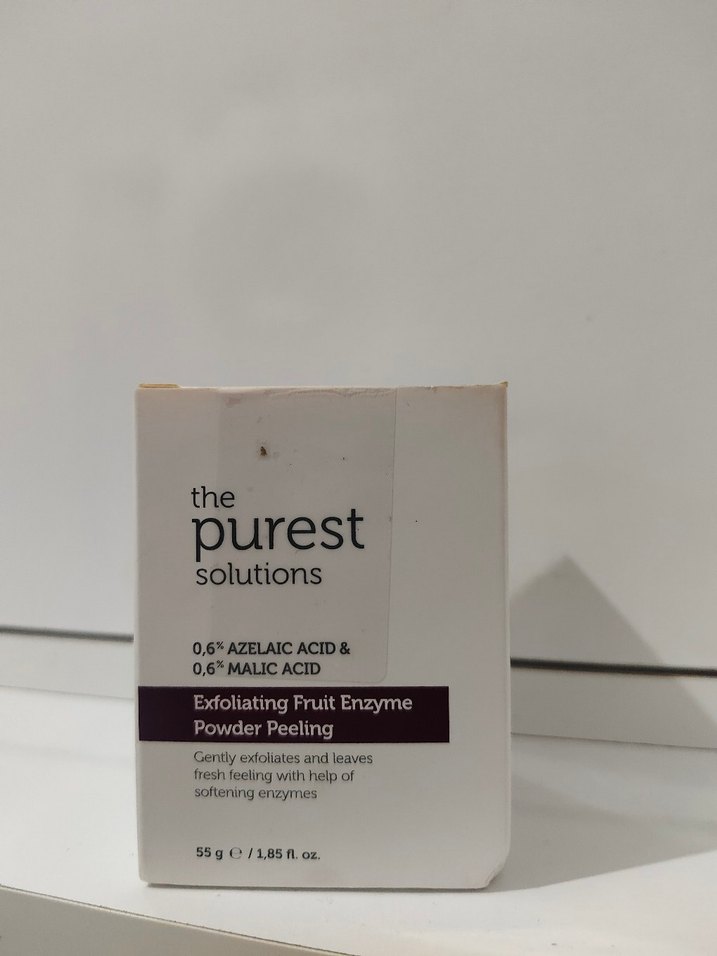 the
purest
solutions
0,6% AZELAIC ACID &
0,6% MALIC ACID
Exfoliating Fruit Enzyme
Powder Peeling
Gently exfoliates and leaves
fresh feeling with help of
softening enzymes
55 g ℮ / 1,85 fl. oz.